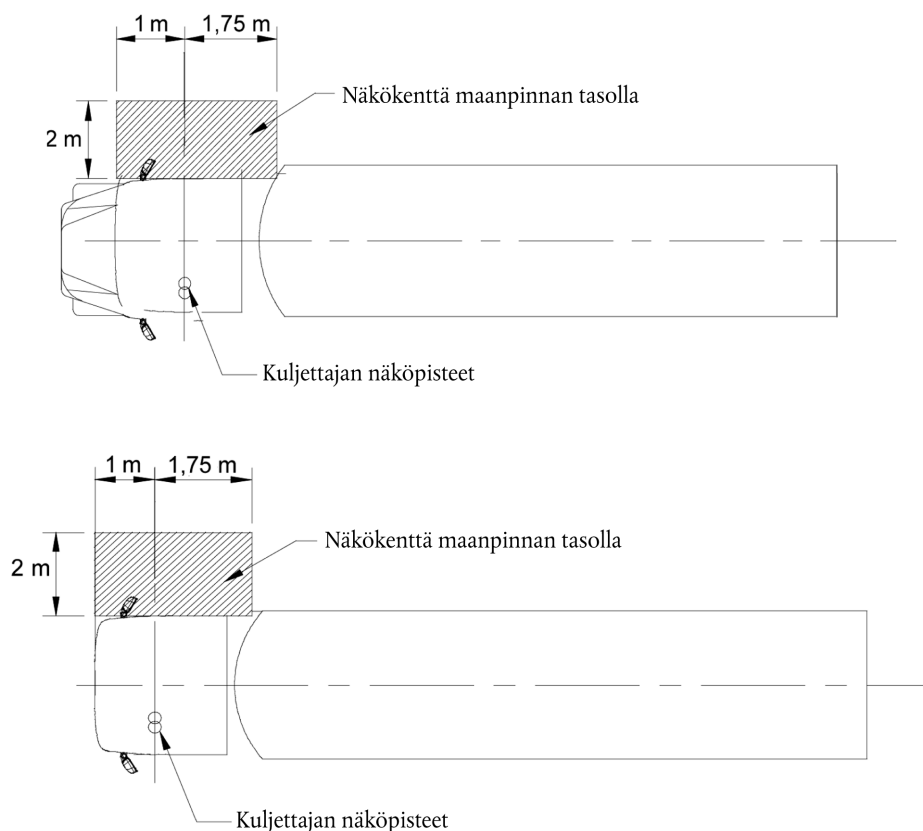 1 m
1,75 m
Näkökenttä maanpinnan tasolla
2 m
Kuljettajan näköpisteet
1 m
1,75 m
Näkökenttä maanpinnan tasolla
2 m
Kuljettajan näköpisteet